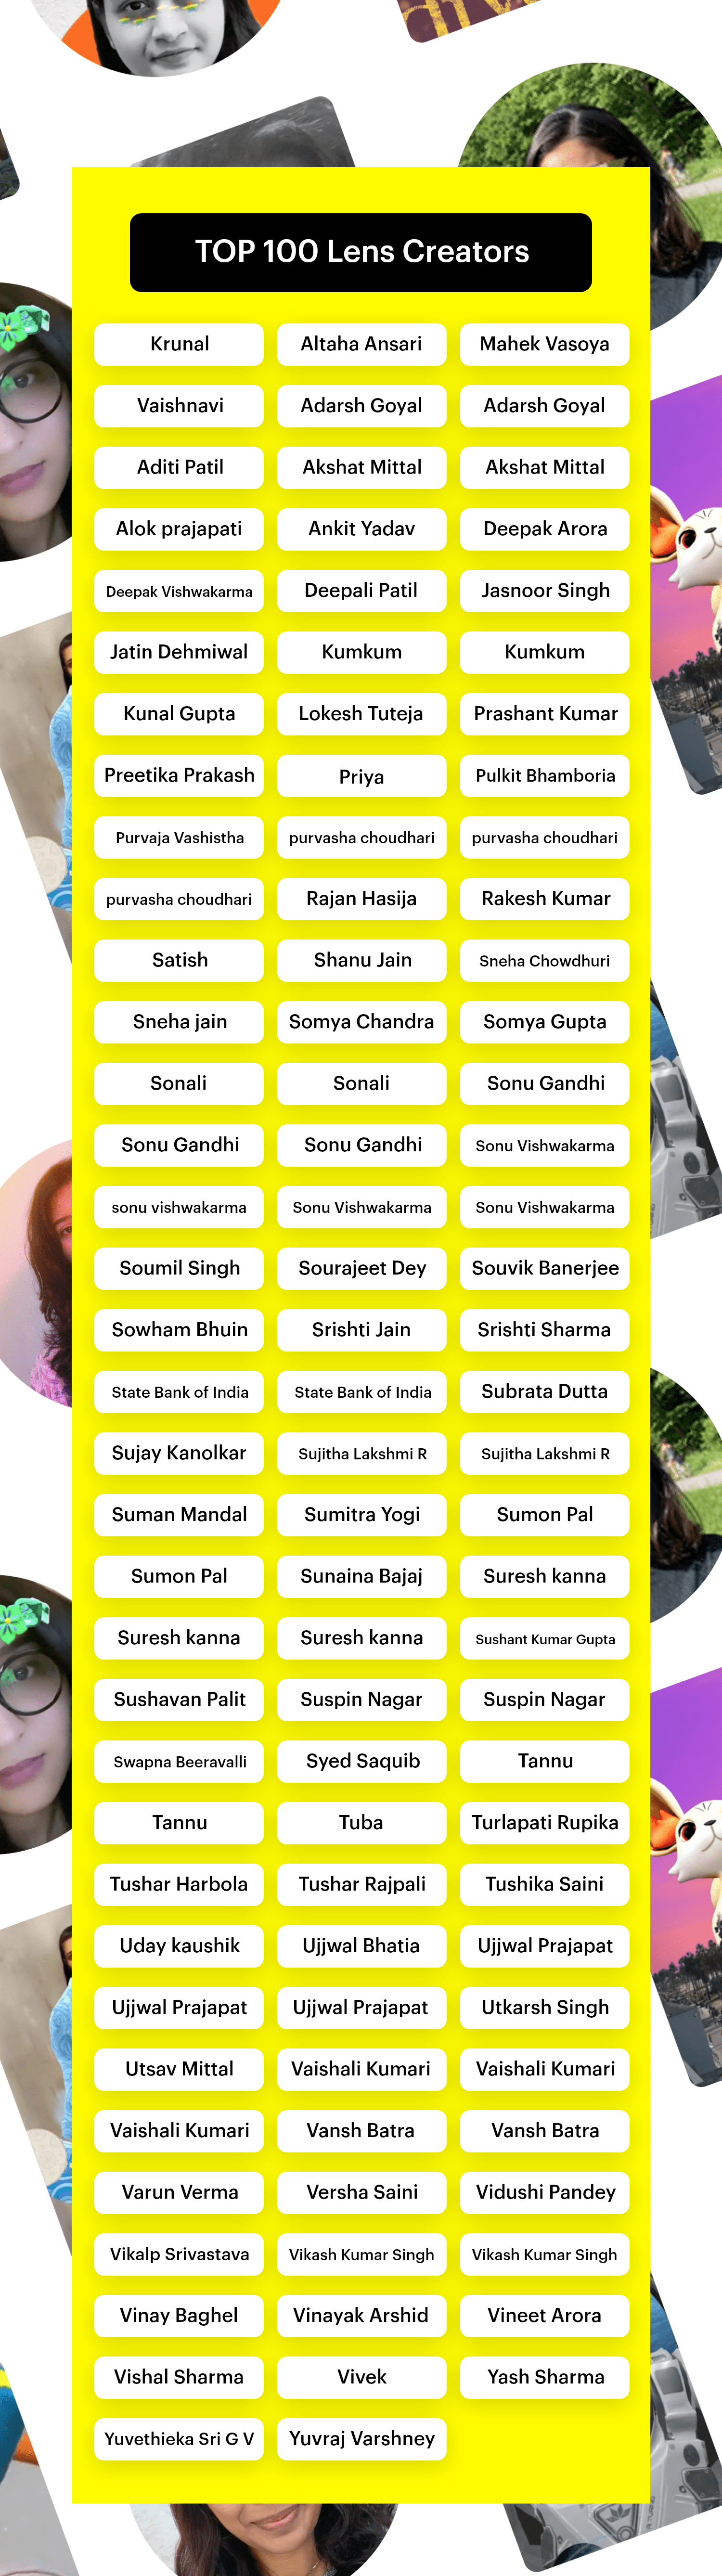 TOP 100 Lens Creators
Krunal Altaha Ansari Mahek Vasoya
Vaishnavi Adarsh Goyal Adarsh Goyal
Aditi Patil Akshat Mittal Akshat Mittal
Alok prajapati Ankit Yadav Deepak Arora
Deepak Vishwakarma Deepali Patil Jasnoor Singh
Jatin Dehmiwal Kumkum Kumkum
Kunal Gupta Lokesh Tuteja Prashant Kumar
Preetika Prakash Priya Pulkit Bhamboria
Purvaja Vashistha purvasha choudhari purvasha choudhari
purvasha choudhari Rajan Hasija Rakesh Kumar
Satish Shanu Jain Sneha Chowdhuri
Sneha jain Somya Chandra Somya Gupta
Sonali Sonali Sonu Gandhi
Sonu Gandhi Sonu Gandhi Sonu Vishwakarma
sonu vishwakarma Sonu Vishwakarma Sonu Vishwakarma
Soumil Singh Sourajeet Dey Souvik Banerjee
Sowham Bhuin Srishti Jain Srishti Sharma
State Bank of India State Bank of India Subrata Dutta
Sujay Kanolkar Sujitha Lakshmi R Sujitha Lakshmi R
Suman Mandal Sumitra Yogi Sumon Pal
Sumon Pal Sunaina Bajaj Suresh kanna
Suresh kanna Suresh kanna Sushant Kumar Gupta
Sushavan Palit Suspin Nagar Suspin Nagar
Swapna Beeravalli Syed Saquib Tannu
Tannu Tuba Turlapati Rupika
Tushar Harbola Tushar Rajpali Tushika Saini
Uday kaushik Ujjwal Bhatia Ujjwal Prajapat
Ujjwal Prajapat Ujjwal Prajapat Utkarsh Singh
Utsav Mittal Vaishali Kumari Vaishali Kumari
Vaishali Kumari Vansh Batra Vansh Batra
Varun Verma Versha Saini Vidushi Pandey
Vikalp Srivastava Vikash Kumar Singh Vikash Kumar Singh
Vinay Baghel Vinayak Arshid Vineet Arora
Vishal Sharma Vivek Yash Sharma
Yuvethieka Sri G V Yuvraj Varshney